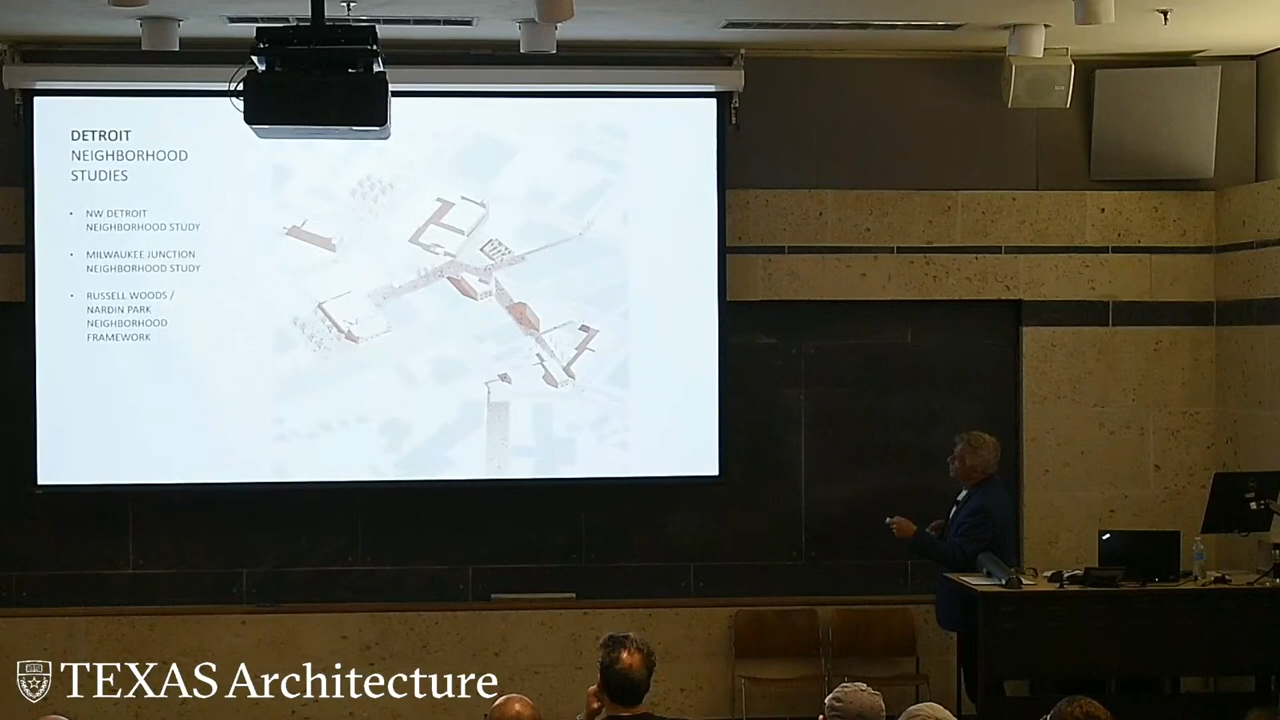 DETROIT
NEIGHBORHOOD
STUDIES
• NW DETROIT
NEIGHBORHOOD STUDY
• MILWAUKEE JUNCTION
NEIGHBORHOOD STUDY
• RUSSELL WOODS /
NARDIN PARK
NEIGHBORHOOD
FRAMEWORK
TEXAS Architecture